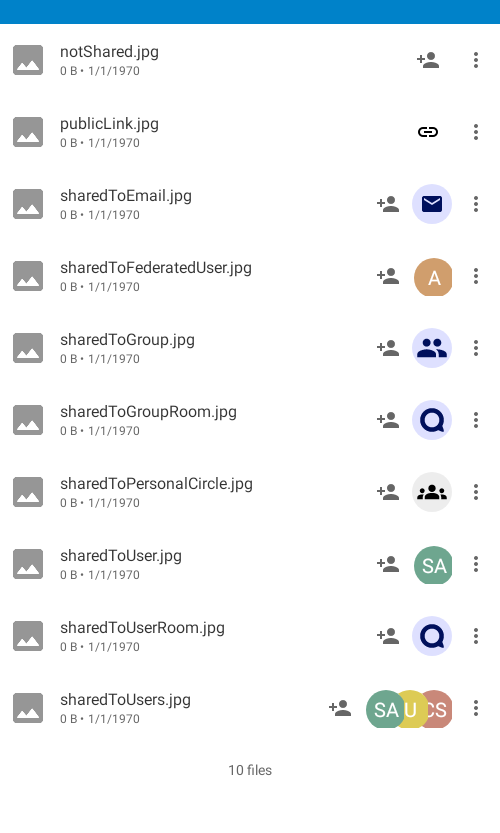 notShared.jpg
0 B • 1/1/1970
publicLink.jpg
0 B • 1/1/1970
sharedToEmail.jpg
0 B • 1/1/1970
sharedToFederatedUser.jpg
0 B • 1/1/1970
A
sharedToGroup.jpg
0 B • 1/1/1970
sharedToGroupRoom.jpg
0 B • 1/1/1970
sharedToPersonalCircle.jpg
0 B • 1/1/1970
sharedToUser.jpg
0 B • 1/1/1970
SA
sharedToUserRoom.jpg
0 B • 1/1/1970
sharedToUsers.jpg
0 B • 1/1/1970
SA U CS
10 files